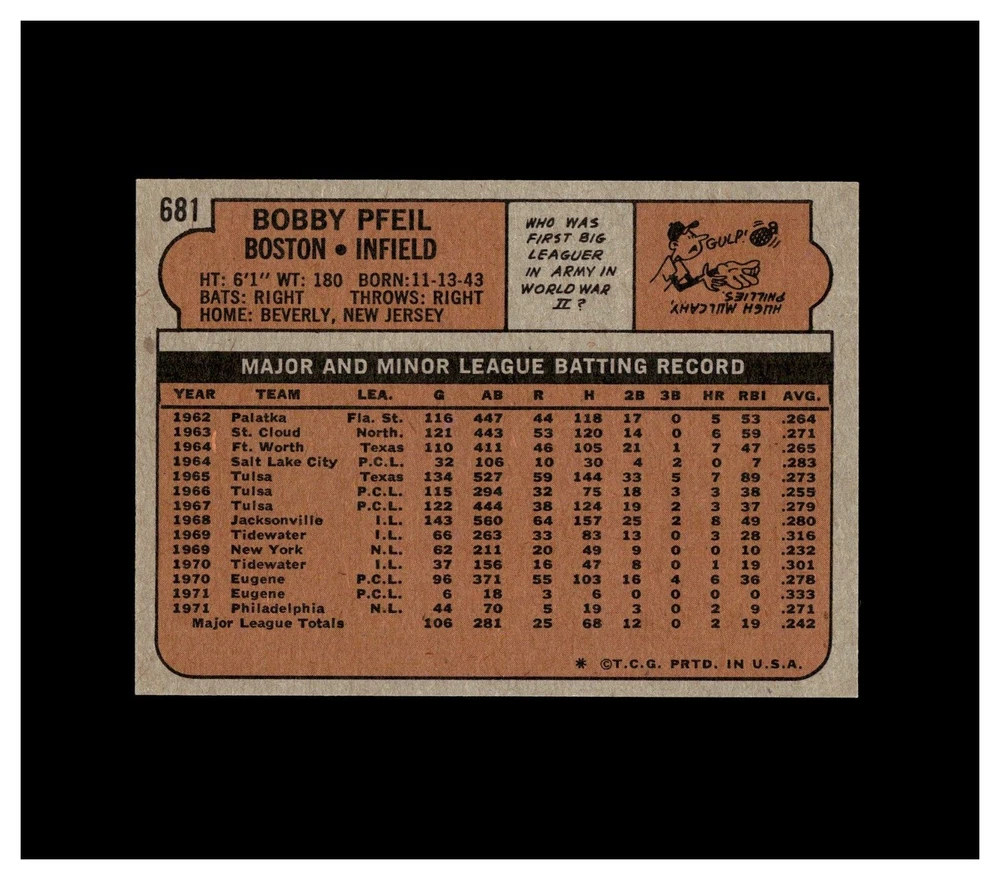 681
BOBBY PFEIL
BOSTON • INFIELD
HT: 6'1" WT: 180 BORN: 11-13-43
BATS: RIGHT THROWS: RIGHT
HOME: BEVERLY, NEW JERSEY
WHO WAS
FIRST BIG
LEAGUER
IN ARMY IN
WORLD WAR
II?
GULP!
HUGH MULCAHY,
PHILLIES.
MAJOR AND MINOR LEAGUE BATTING RECORD
YEAR TEAM LEA. G AB R H 2B 3B HR RBI AVG.
1962 Palatka Fla. St. 116 447 44 118 17 0 5 53 .264
1963 St. Cloud North. 121 443 53 120 14 0 6 59 .271
1964 Ft. Worth Texas 110 411 46 105 21 1 7 47 .265
1964 Salt Lake City P.C.L. 32 106 10 30 4 2 0 7 .283
1965 Tulsa Texas 134 527 59 144 33 5 7 89 .273
1966 Tulsa P.C.L. 115 294 32 75 18 3 3 38 .255
1967 Tulsa P.C.L. 122 444 38 124 19 2 3 37 .279
1968 Jacksonville I.L. 143 560 64 157 25 2 8 49 .280
1969 Tidewater I.L. 66 263 33 83 13 0 3 28 .316
1969 New York N.L. 62 211 20 49 9 0 0 10 .232
1970 Tidewater I.L. 37 156 16 47 8 0 1 19 .301
1970 Eugene P.C.L. 96 371 55 103 16 4 6 36 .278
1971 Eugene P.C.L. 6 18 3 6 0 0 0 0 .333
1971 Philadelphia N.L. 44 70 5 19 3 0 2 9 .271
Major League Totals 106 281 25 68 12 0 2 19 .242
* ©T.C.G. PRTD. IN U.S.A.